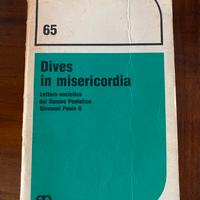 65
Dives
in misericordia
Lettera enciclica
del Sommo Pontefice
Giovanni Paolo II